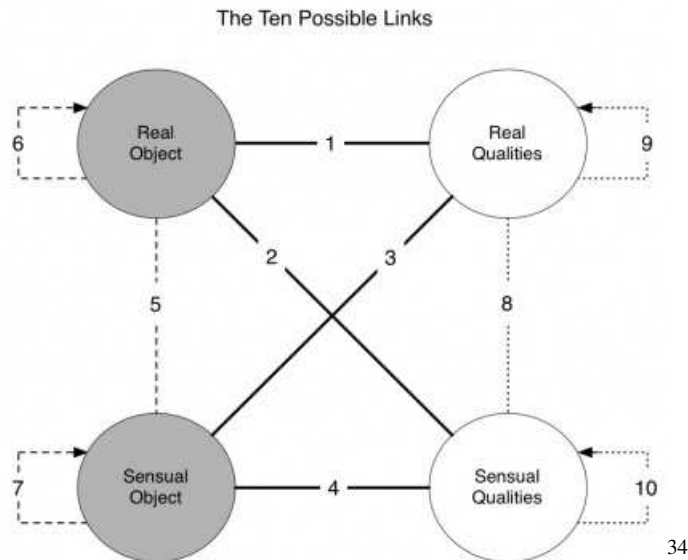 The Ten Possible Links
Real
Object
Real
Qualities
6
1
9
2
3
5
8
Sensual
Object
Sensual
Qualities
7
4
10
34